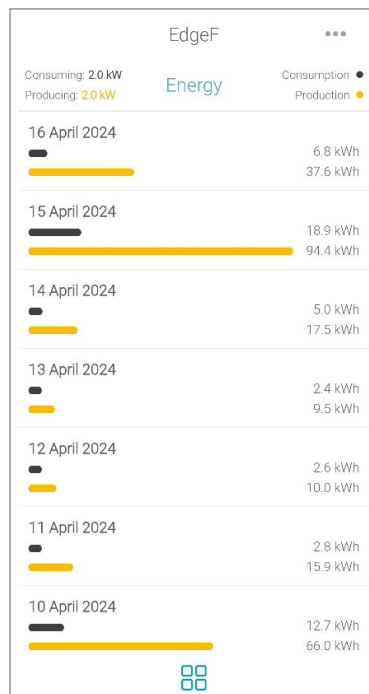 EdgeF
Consuming: 2.0 kW
Producing: 2.0 kW
Energy
Consumption
Production
16 April 2024
6.8 kWh
37.6 kWh
15 April 2024
18.9 kWh
94.4 kWh
14 April 2024
5.0 kWh
17.5 kWh
13 April 2024
2.4 kWh
9.5 kWh
12 April 2024
2.6 kWh
10.0 kWh
11 April 2024
2.8 kWh
15.9 kWh
10 April 2024
12.7 kWh
66.0 kWh